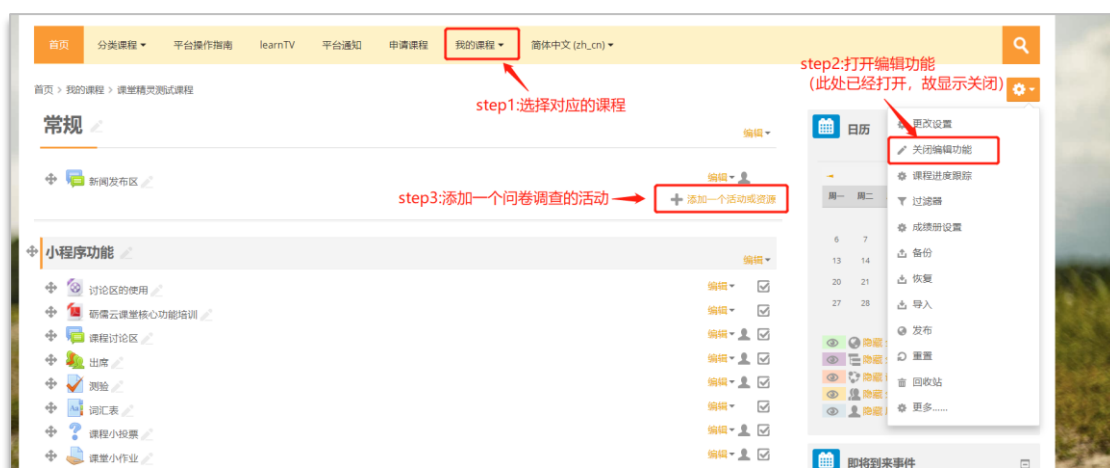 首页 分类课程 平台操作指南 learnTV 平台通知 申请课程 我的课程 简体中文 (zh_cn)
step2:打开编辑功能
（此处已经打开，故显示关闭）
首页 > 我的课程 > 课堂精灵测试课程
step1:选择对应的课程
常规
编辑
日历
更改设置
关闭编辑功能
课程进度跟踪
过滤器
成绩册设置
备份
恢复
导入
发布
重置
回收站
更多......
新闻发布区 编辑
step3:添加一个问卷调查的活动
添加一个活动或资源
周一 周二
6 7
13 14
20 21
27 28
隐藏
隐藏
隐藏
隐藏
隐藏
小程序功能
编辑
讨论区的使用 编辑
砺儒云课堂核心功能培训 编辑
课程讨论区 编辑
出席 编辑
测验 编辑
词汇表 编辑
课程小投票 编辑
课堂小作业 编辑
即将到来事件